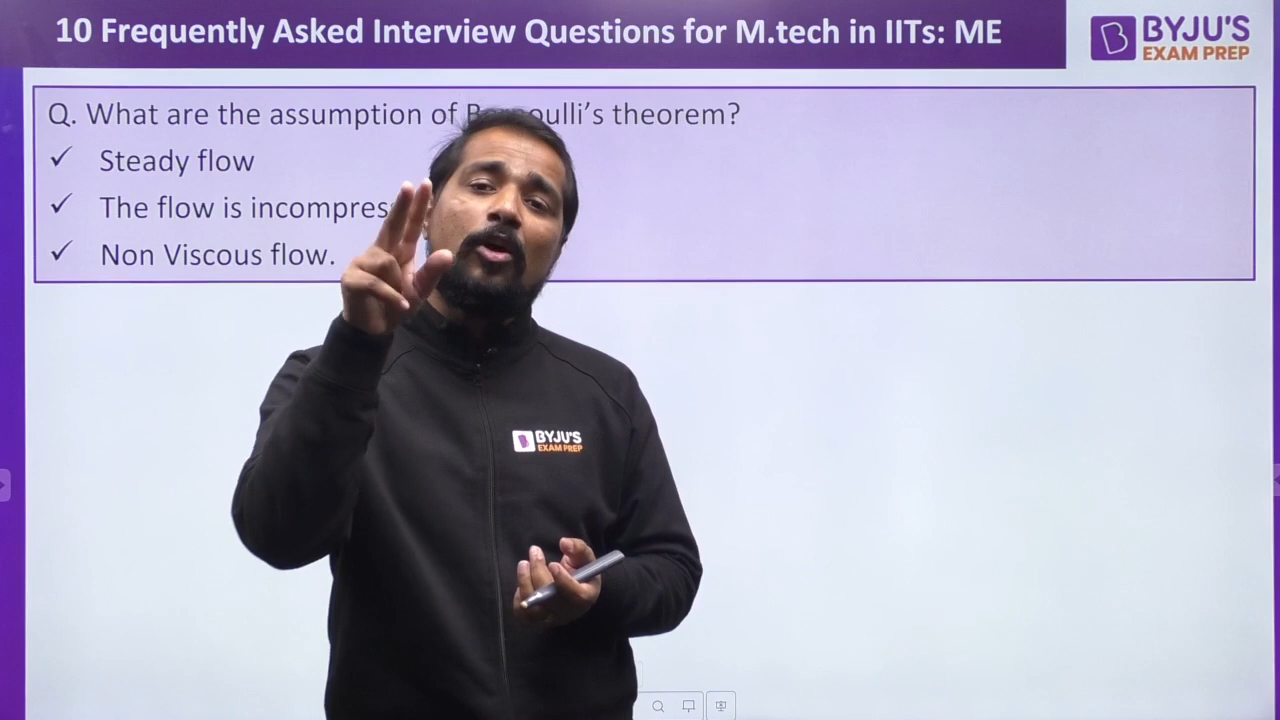 10 Frequently Asked Interview Questions for M.tech in IITs: ME
BYJU'S
EXAM PREP
Q. What are the assumption of oulli's theorem?
✓ Steady flow
✓ The flow is incompres
✓ Non Viscous flow.
BYJU'S
EXAM PREP